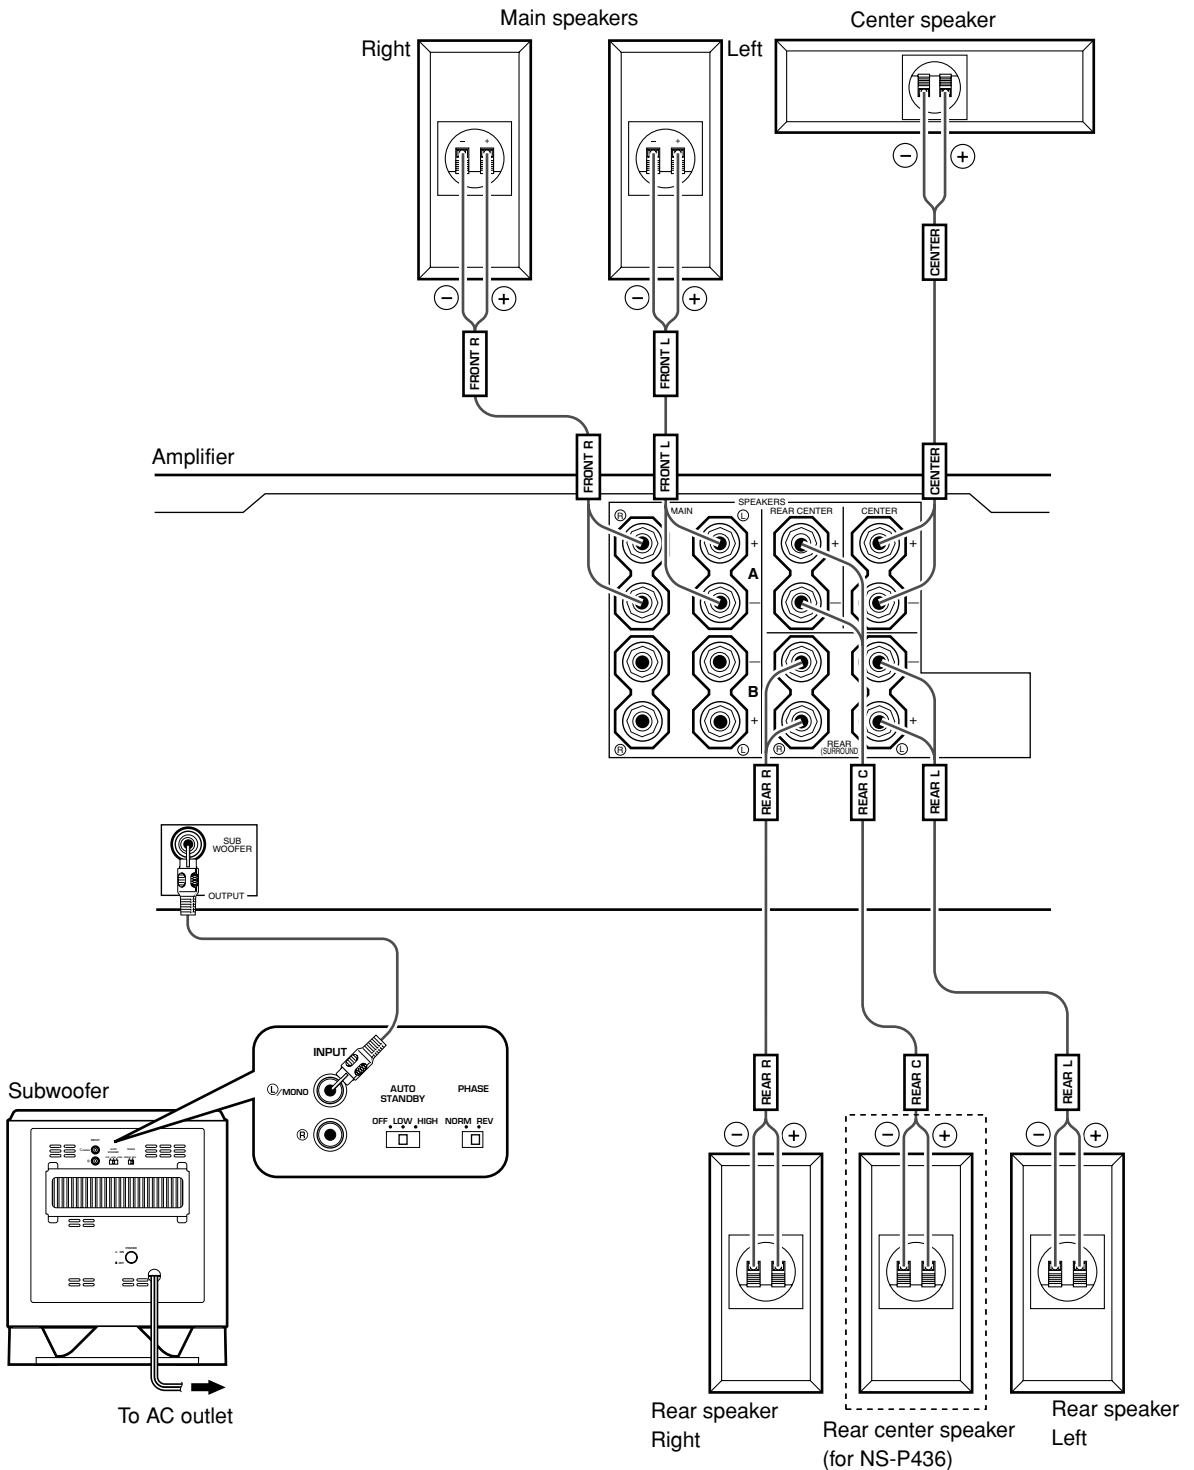 Main speakers
Center speaker
Right
Left
− +
− +
− +
− +
− +
CENTER
FRONT R
FRONT L
Amplifier
FRONT R
FRONT L
CENTER
SPEAKERS
R MAIN L
REAR CENTER
CENTER
+ + +
A
− − −
− −
B
+ +
R L
R REAR (SURROUND) L
REAR R
REAR C
REAR L
SUB WOOFER
OUTPUT
INPUT
L/MONO
R
AUTO STANDBY
OFF LOW HIGH
PHASE
NORM REV
Subwoofer
REAR R
REAR C
REAR L
− +
− +
− +
To AC outlet
Rear speaker
Right
Rear center speaker
(for NS-P436)
Rear speaker
Left